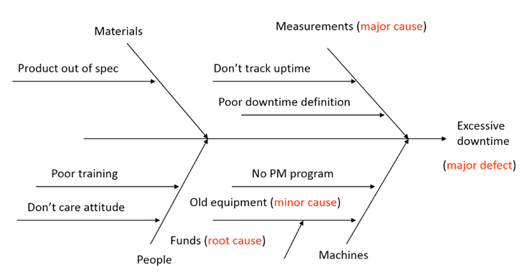 Materials
Measurements (major cause)
Product out of spec
Don't track uptime
Poor downtime definition
Excessive
downtime
(major defect)
Poor training
No PM program
Don't care attitude
Old equipment (minor cause)
Funds (root cause)
People
Machines